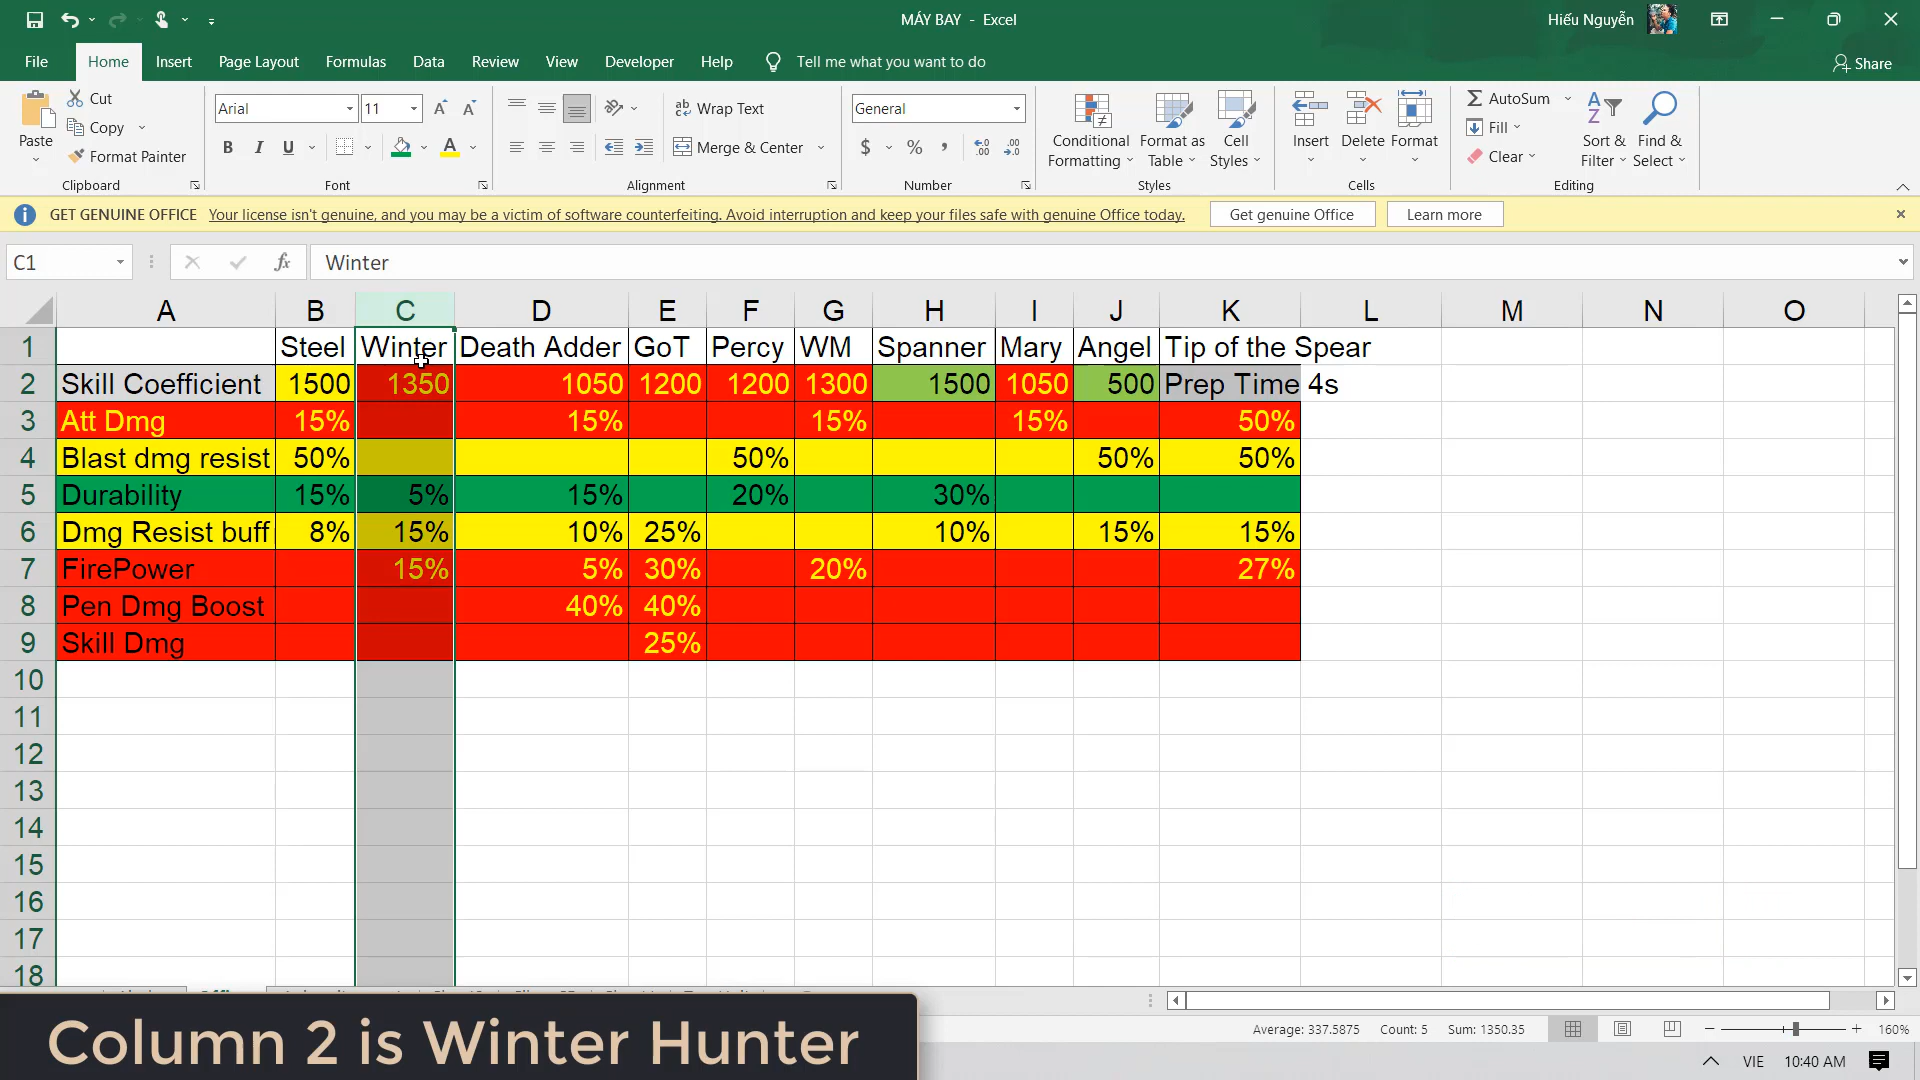 MÁY BAY - Excel
Hiếu Nguyễn
File Home Insert Page Layout Formulas Data Review View Developer Help Tell me what you want to do Share
Paste Cut Copy Format Painter Clipboard
Arial 11 B I U Font
Wrap Text Merge & Center Alignment
General $ % , Number
Conditional Formatting Format as Table Cell Styles Styles
Insert Delete Format Cells
AutoSum Fill Clear Sort & Filter Find & Select Editing
GET GENUINE OFFICE Your license isn't genuine, and you may be a victim of software counterfeiting. Avoid interruption and keep your files safe with genuine Office today. Get genuine Office Learn more
C1 fx Winter
A B C D E F G H I J K L M N O
1 Steel Winter Death Adder GoT Percy WM Spanner Mary Angel Tip of the Spear
2 Skill Coefficient 1500 1350 1050 1200 1200 1300 1500 1050 500 Prep Time 4s
3 Att Dmg 15% 15% 15% 15% 50%
4 Blast dmg resist 50% 50% 50% 50%
5 Durability 15% 5% 15% 20% 30%
6 Dmg Resist buff 8% 15% 10% 25% 10% 15% 15%
7 FirePower 15% 5% 30% 20% 27%
8 Pen Dmg Boost 40% 40%
9 Skill Dmg 25%
10
11
12
13
14
15
16
17
18
Column 2 is Winter Hunter
Average: 337.5875 Count: 5 Sum: 1350.35 160%
VIE 10:40 AM